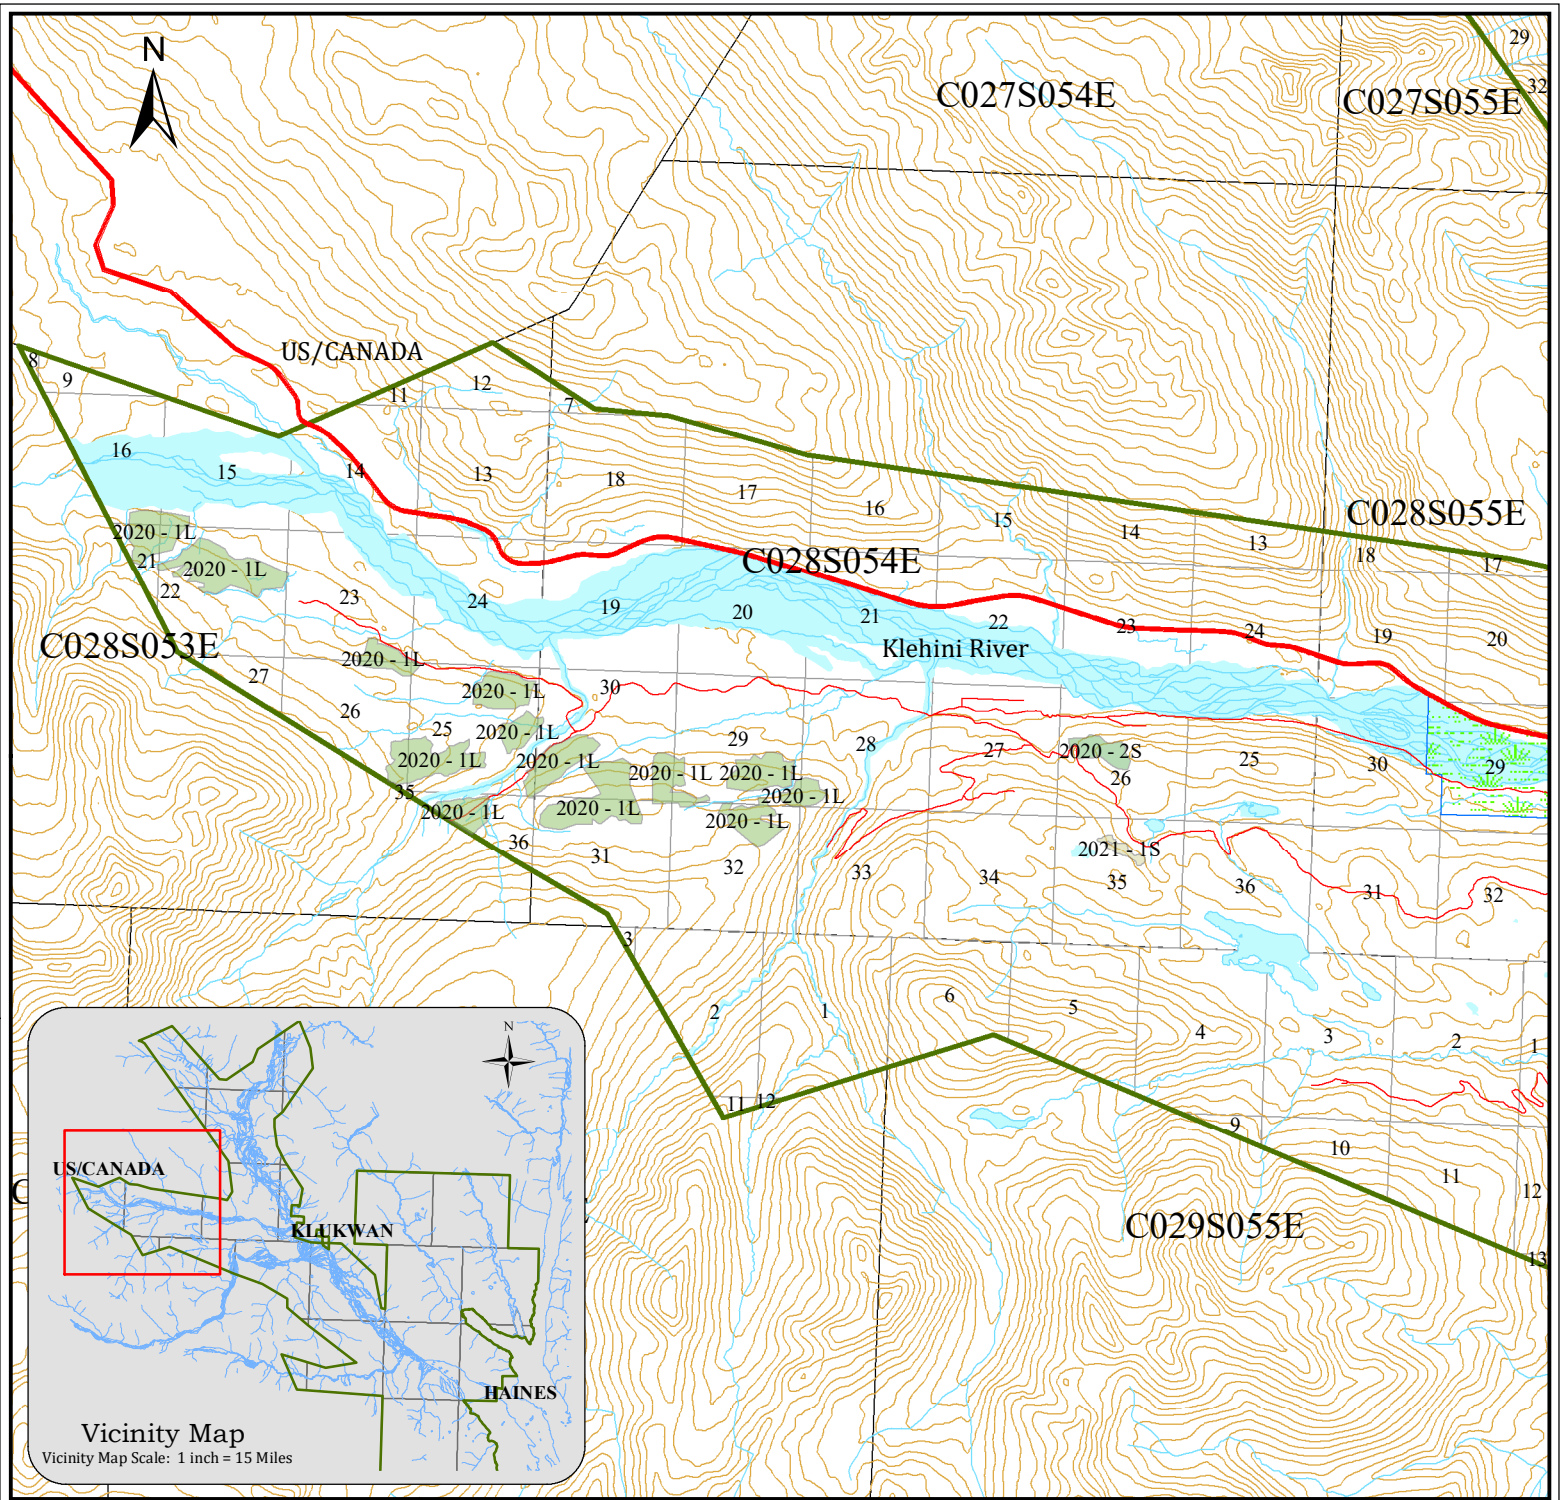 N
29
C027S054E
C027S055E
32
US/CANADA
8
9
11
12
7
16
15
14
13
18
17
16
15
14
13
C028S055E
18
17
2020 - 1L
21
2020 - 1L
22
23
24
19
C028S054E
20
21
22
23
24
19
20
Klehini River
C028S053E
27
2020 - 1L
26
2020 - 1L
30
25
2020 - 1L
2020 - 1L
35
2020 - 1L
2020 - 1L
29
2020 - 1L
2020 - 1L
2020 - 1L
2020 - 1L
2020 - 1L
28
27
2020 - 2S
26
25
30
29
36
31
32
33
34
2021 - 1S
35
36
31
32
3
2
1
6
5
4
3
2
1
11
12
9
10
11
12
13
C029S055E
C
N
US/CANADA
KLUKWAN
HAINES
Vicinity Map
Vicinity Map Scale: 1 inch = 15 Miles